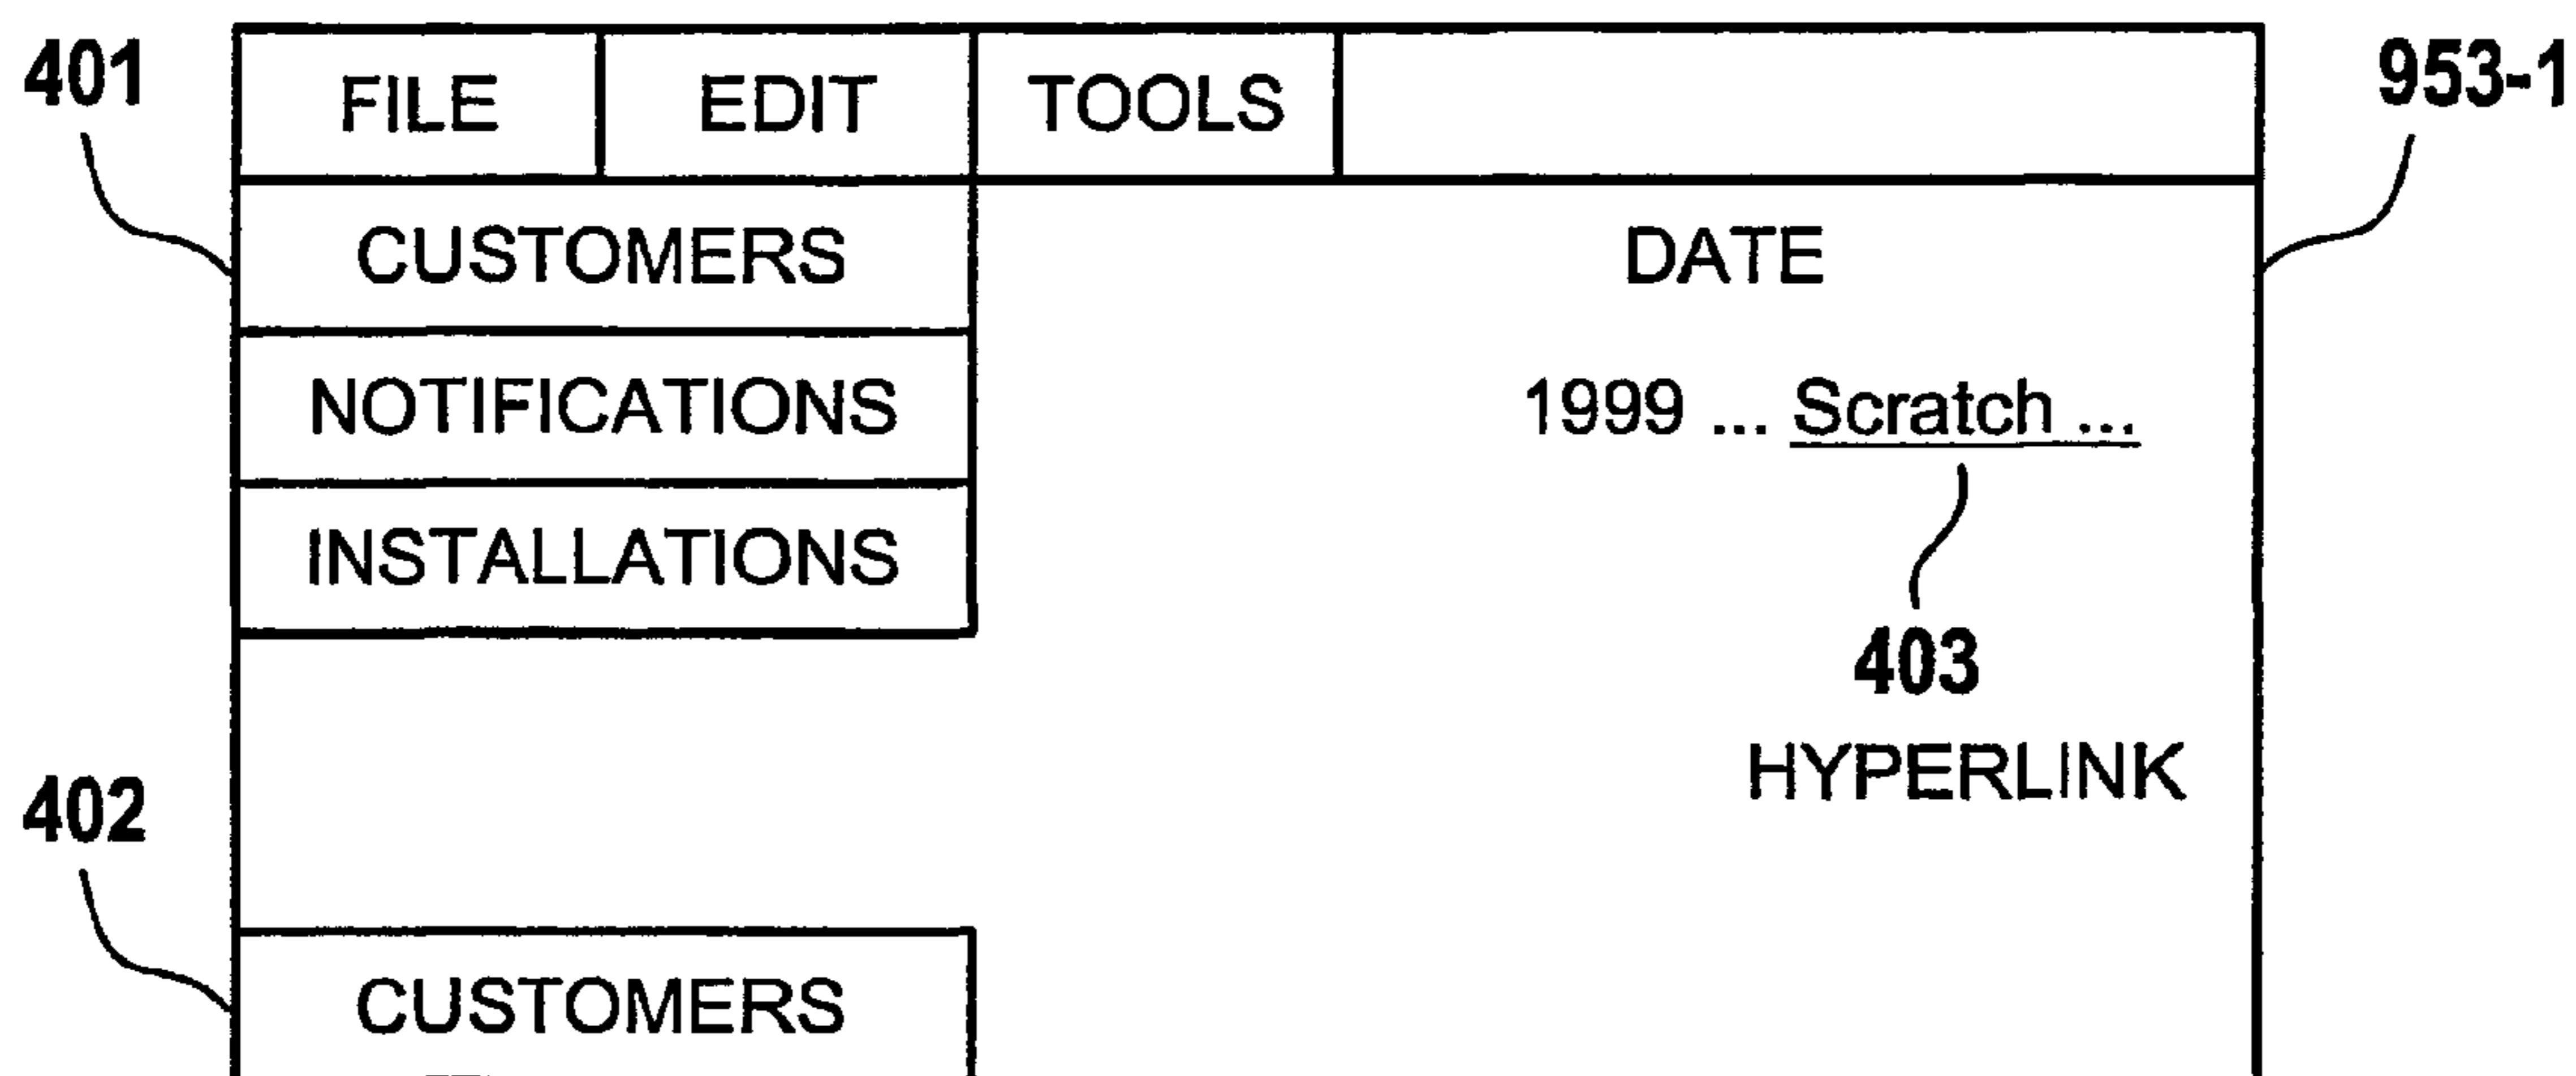 401 FILE EDIT TOOLS 953-1
CUSTOMERS DATE
NOTIFICATIONS 1999 ... Scratch ...
INSTALLATIONS
403
HYPERLINK
402
CUSTOMERS